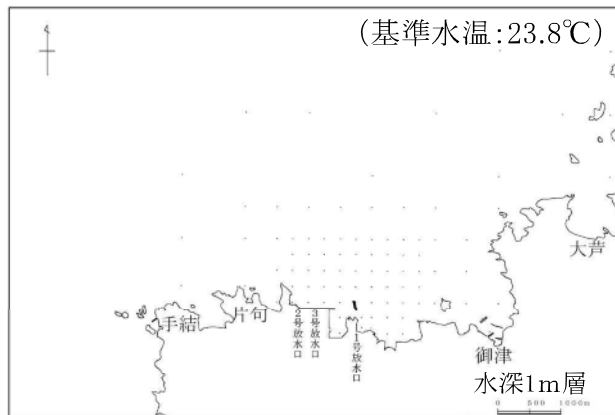 (基準水温:23.8℃)
大芦
手結
片句
2号放水口
3号放水口
1号放水口
御津
水深1m層
0 500 1000m